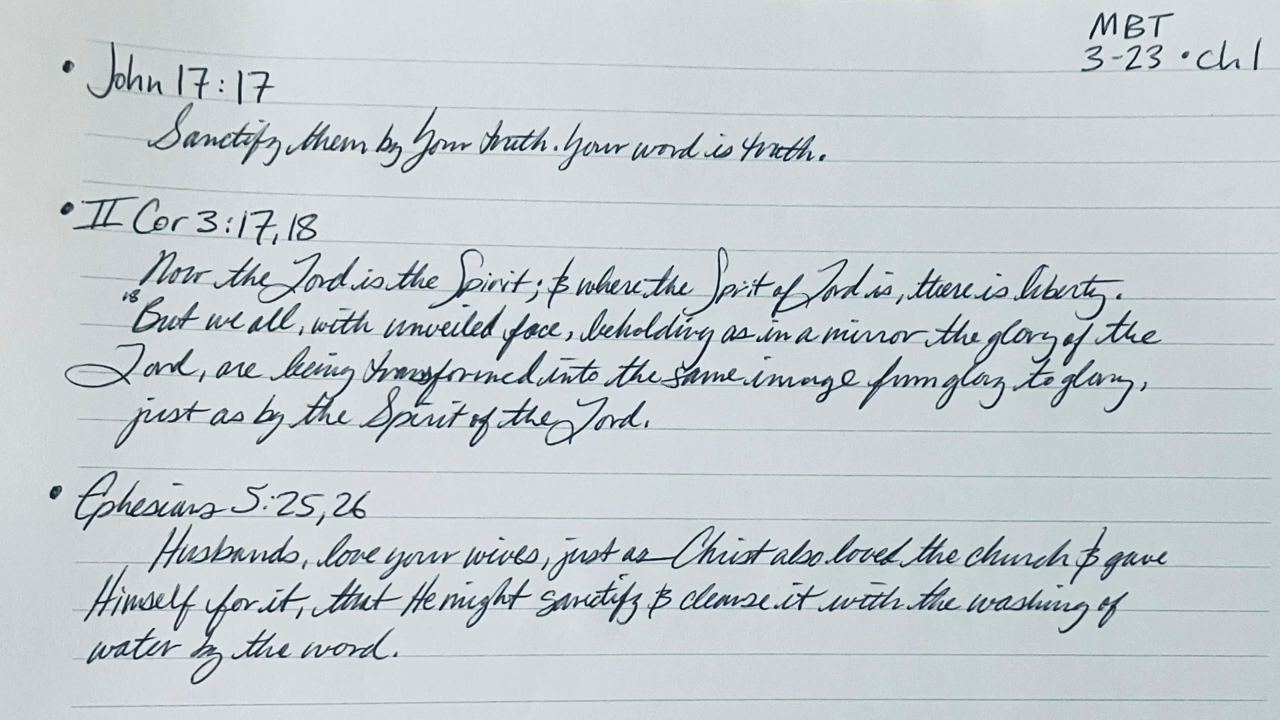 MBT
3-23 • ch 1
• John 17:17
Sanctify them by Your truth. Your word is truth.
• II Cor 3:17,18
Now the Lord is the Spirit; & where the Spirit of Lord is, there is liberty.
18 But we all, with unveiled face, beholding as in a mirror the glory of the
Lord, are being transformed into the same image from glory to glory,
just as by the Spirit of the Lord.
• Ephesians 5:25,26
Husbands, love your wives, just as Christ also loved the church & gave
Himself for it, that He might sanctify & cleanse it with the washing of
water by the word.